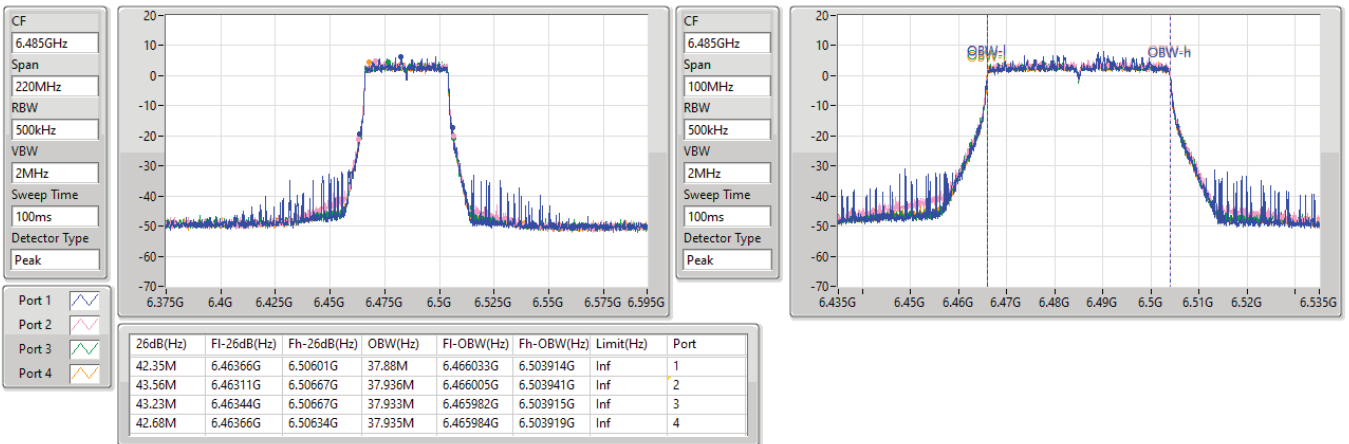 CF
6.485GHz
Span
220MHz
RBW
500kHz
VBW
2MHz
Sweep Time
100ms
Detector Type
Peak
20
10
0
-10
-20
-30
-40
-50
-60
-70
6.375G 6.4G 6.425G 6.45G 6.475G 6.5G 6.525G 6.55G 6.575G 6.595G
CF
6.485GHz
Span
100MHz
RBW
500kHz
VBW
2MHz
Sweep Time
100ms
Detector Type
Peak
20
10
0
-10
-20
-30
-40
-50
-60
-70
OBW-l OBW-h
6.435G 6.45G 6.46G 6.47G 6.48G 6.49G 6.5G 6.51G 6.52G 6.535G
Port 1
Port 2
Port 3
Port 4
26dB(Hz) Fl-26dB(Hz) Fh-26dB(Hz) OBW(Hz) Fl-OBW(Hz) Fh-OBW(Hz) Limit(Hz) Port
42.35M 6.46366G 6.50601G 37.88M 6.466033G 6.503914G Inf 1
43.56M 6.46311G 6.50667G 37.936M 6.466005G 6.503941G Inf 2
43.23M 6.46344G 6.50667G 37.933M 6.465982G 6.503915G Inf 3
42.68M 6.46366G 6.50634G 37.935M 6.465984G 6.503919G Inf 4